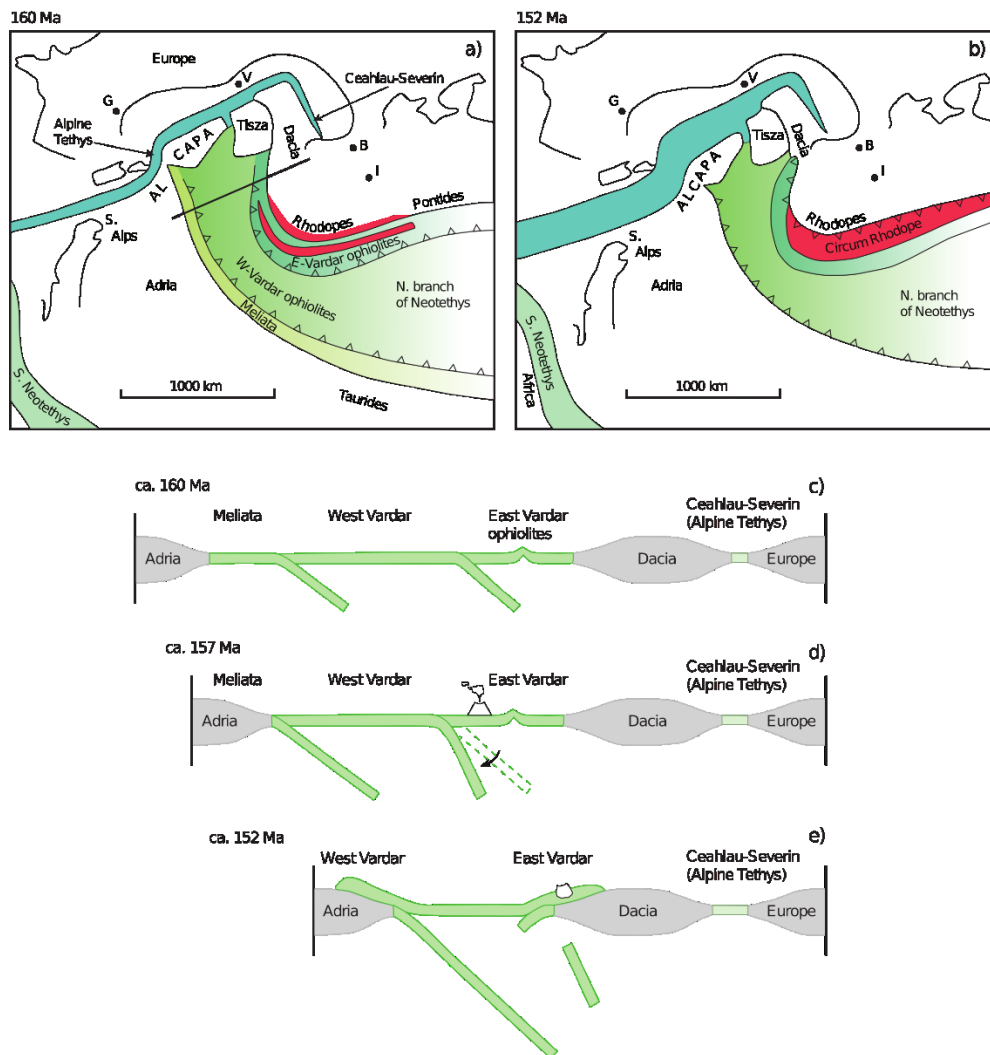 160 Ma
a)
Europe
Ceahlau-Severin
V
G
Alpine
Tethys
AL CAPA
Tisza
Dacia
B
I
S.
Alps
Rhodopes
Pontides
E-Vardar ophiolites
Adria
W-Vardar ophiolites
N. branch
of Neotethys
Meliata
S. Neotethys
1000 km
Taurides
152 Ma
b)
V
G
Tisza
Dacia
B
ALCAPA
I
S.
Alps
Rhodopes
Circum Rhodope
Adria
N. branch
of Neotethys
S. Neotethys
Africa
1000 km
ca. 160 Ma
c)
Meliata
West Vardar
East Vardar
ophiolites
Ceahlau-Severin
(Alpine Tethys)
Adria
Dacia
Europe
ca. 157 Ma
d)
Meliata
West Vardar
East Vardar
Ceahlau-Severin
(Alpine Tethys)
Adria
Dacia
Europe
ca. 152 Ma
e)
West Vardar
East Vardar
Ceahlau-Severin
(Alpine Tethys)
Adria
Dacia
Europe